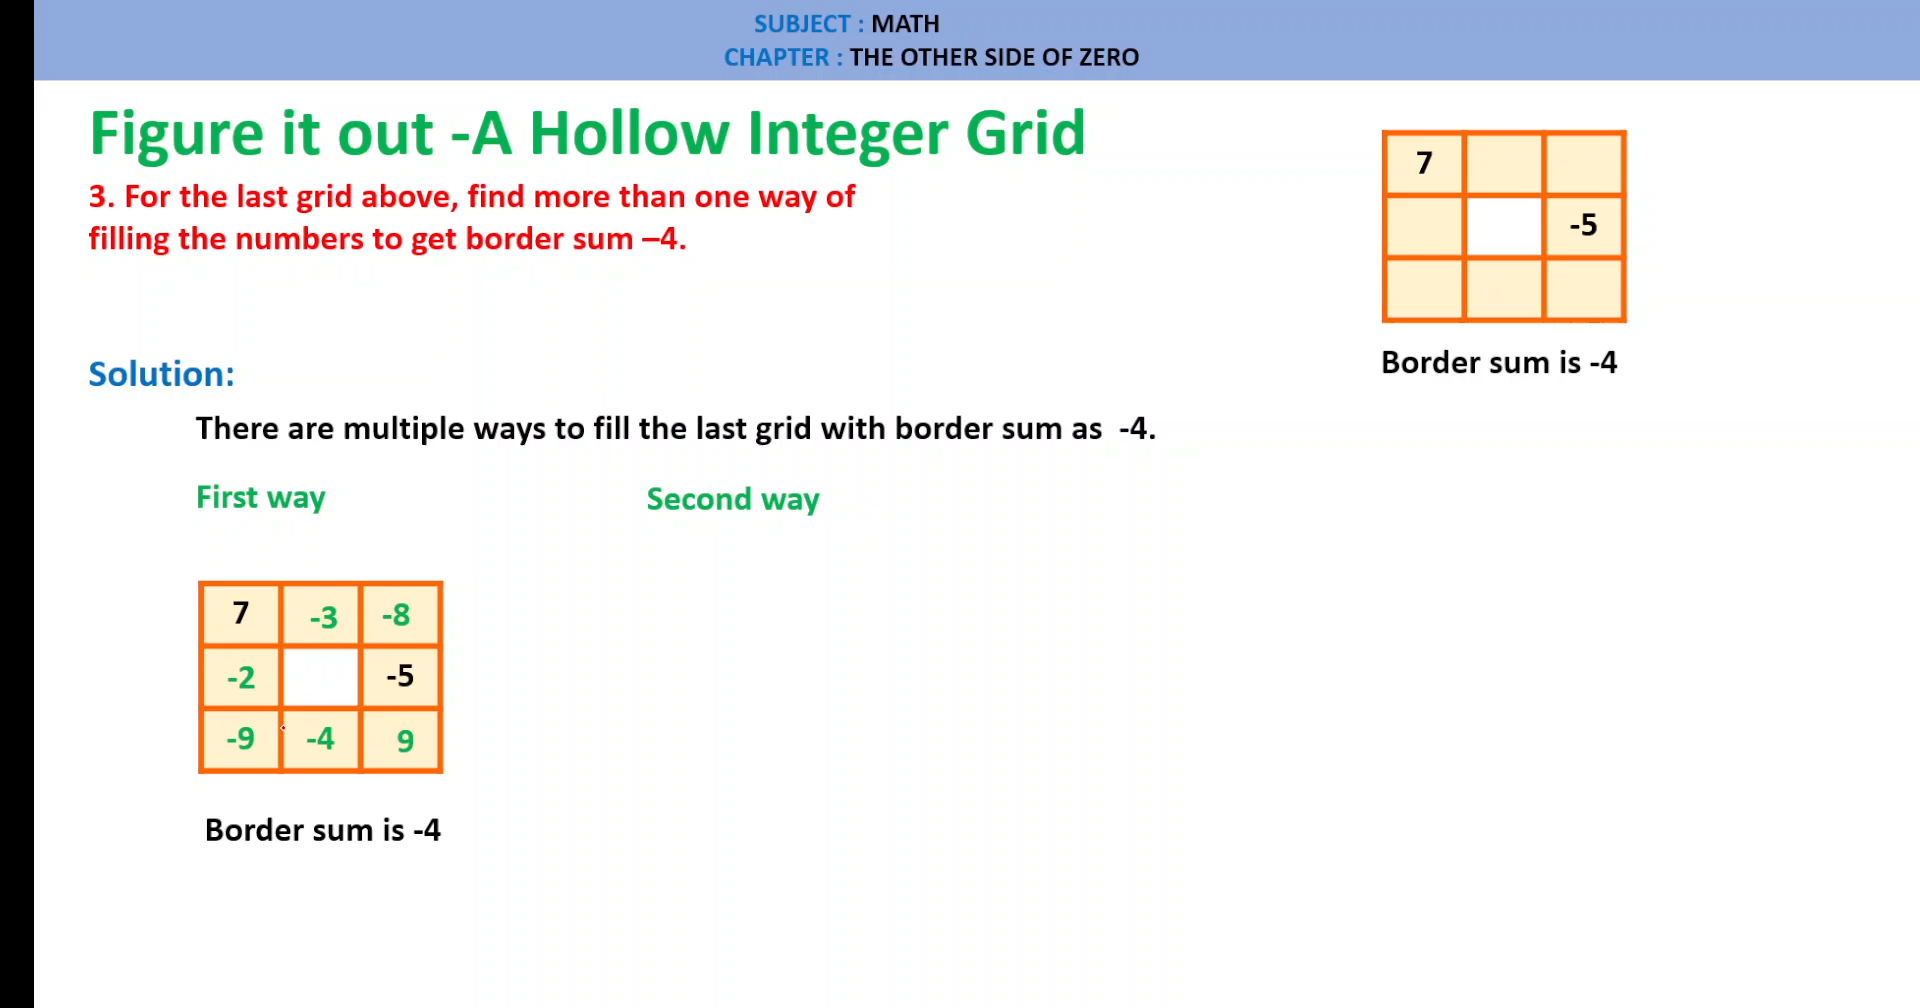 SUBJECT : MATH
CHAPTER : THE OTHER SIDE OF ZERO
Figure it out -A Hollow Integer Grid
3. For the last grid above, find more than one way of
filling the numbers to get border sum –4.
7
-5
Border sum is -4
Solution:
There are multiple ways to fill the last grid with border sum as -4.
First way
Second way
7 -3 -8
-2 -5
-9 -4 9
Border sum is -4